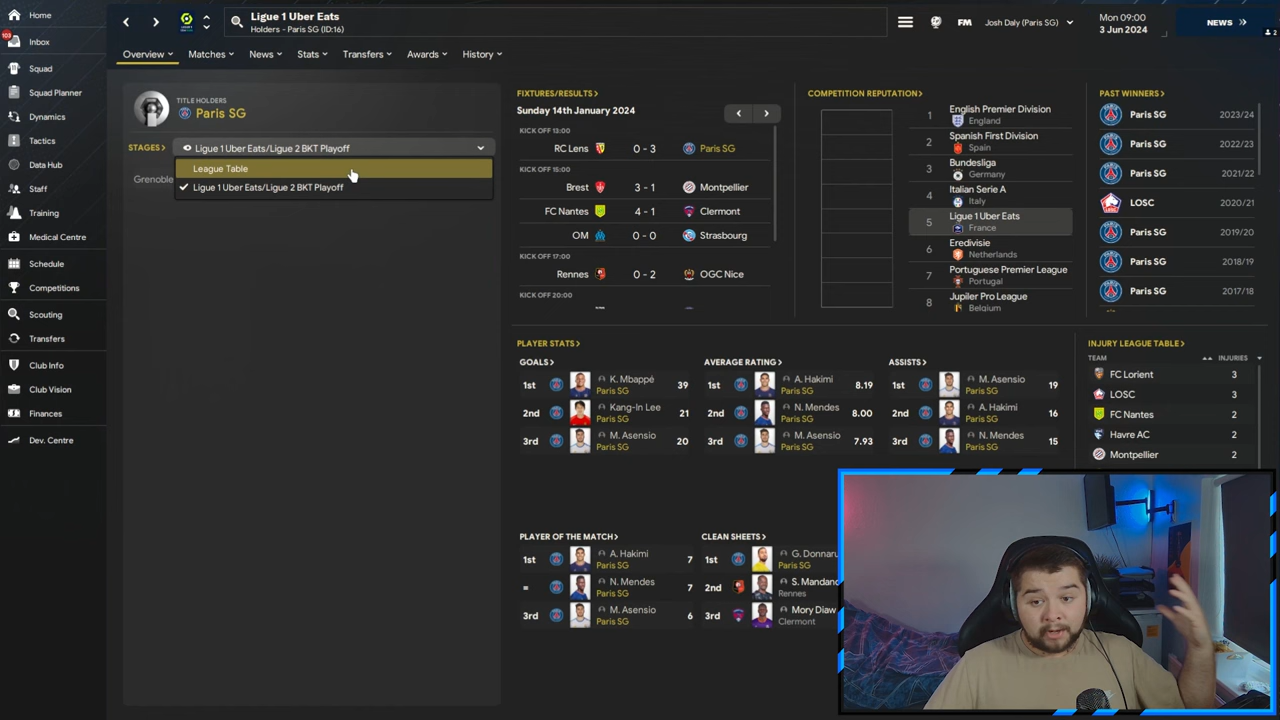 Home
103
Inbox
Squad
Squad Planner
Dynamics
Tactics
Data Hub
Staff
Training
Medical Centre
Schedule
Competitions
Scouting
Transfers
Club Info
Club Vision
Finances
Dev. Centre
Ligue 1 Uber Eats
Holders - Paris SG (ID:16)
FM
Josh Daly (Paris SG)
Mon 09:00
3 Jun 2024
NEWS
2
Overview
Matches
News
Stats
Transfers
Awards
History
TITLE HOLDERS
Paris SG
STAGES
Ligue 1 Uber Eats/Ligue 2 BKT Playoff
League Table
Ligue 1 Uber Eats/Ligue 2 BKT Playoff
Grenoble
FIXTURES/RESULTS
Sunday 14th January 2024
KICK OFF 13:00
RC Lens 0 - 3 Paris SG
KICK OFF 15:00
Brest 3 - 1 Montpellier
FC Nantes 4 - 1 Clermont
OM 0 - 0 Strasbourg
KICK OFF 17:00
Rennes 0 - 2 OGC Nice
KICK OFF 20:00
COMPETITION REPUTATION
1 English Premier Division
England
2 Spanish First Division
Spain
3 Bundesliga
Germany
4 Italian Serie A
Italy
5 Ligue 1 Uber Eats
France
6 Eredivisie
Netherlands
7 Portuguese Premier League
Portugal
8 Jupiler Pro League
Belgium
PAST WINNERS
Paris SG 2023/24
Paris SG 2022/23
Paris SG 2021/22
LOSC 2020/21
Paris SG 2019/20
Paris SG 2018/19
Paris SG 2017/18
PLAYER STATS
GOALS
1st K. Mbappé 39
Paris SG
2nd Kang-In Lee 21
Paris SG
3rd M. Asensio 20
Paris SG
AVERAGE RATING
1st A. Hakimi 8.19
Paris SG
2nd N. Mendes 8.00
Paris SG
3rd M. Asensio 7.93
Paris SG
ASSISTS
1st M. Asensio 19
Paris SG
2nd A. Hakimi 16
Paris SG
3rd N. Mendes 15
Paris SG
INJURY LEAGUE TABLE
TEAM INJURIES
FC Lorient 3
LOSC 3
FC Nantes 2
Havre AC 2
Montpellier 2
PLAYER OF THE MATCH
1st A. Hakimi 7
Paris SG
= N. Mendes 7
Paris SG
3rd M. Asensio 6
Paris SG
CLEAN SHEETS
1st G. Donnaru
Paris SG
2nd S. Mandand
Rennes
3rd Mory Diaw
Clermont